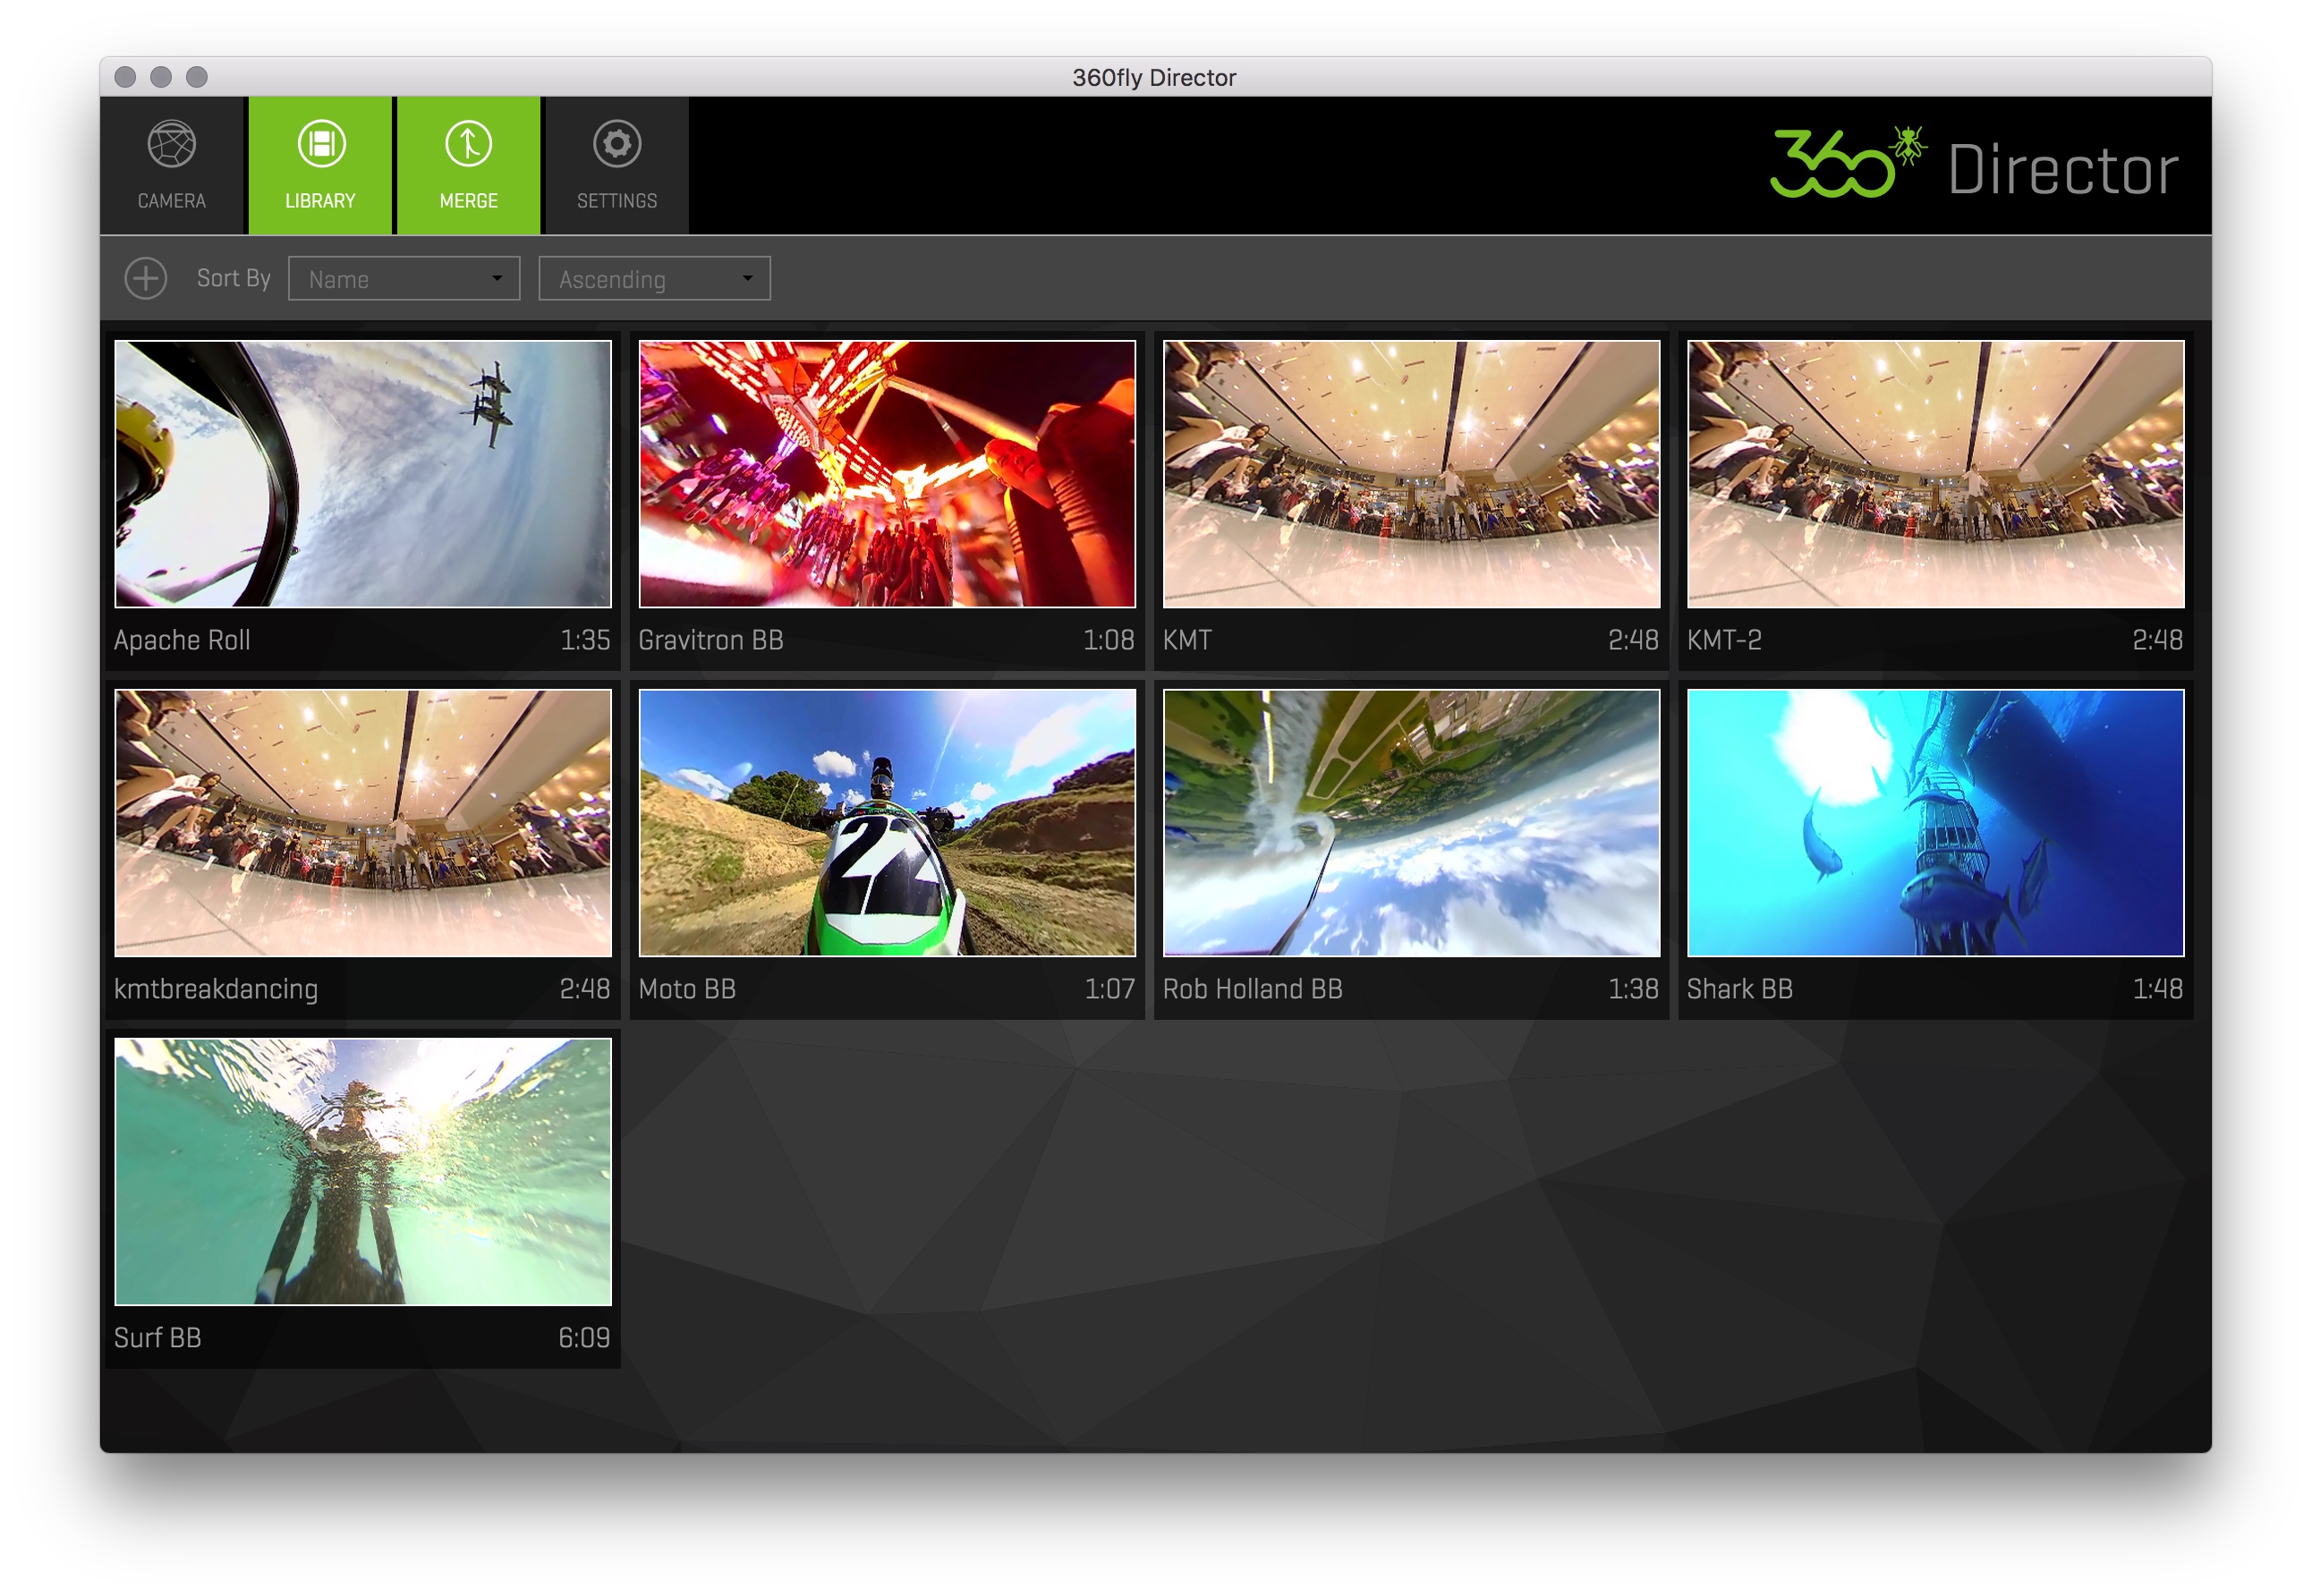 360fly Director
CAMERA
LIBRARY
MERGE
SETTINGS
360 Director
Sort By
Name
Ascending
Apache Roll 1:35
Gravitron BB 1:08
KMT 2:48
KMT-2 2:48
22
kmtbreakdancing 2:48
Moto BB 1:07
Rob Holland BB 1:38
Shark BB 1:48
Surf BB 6:09